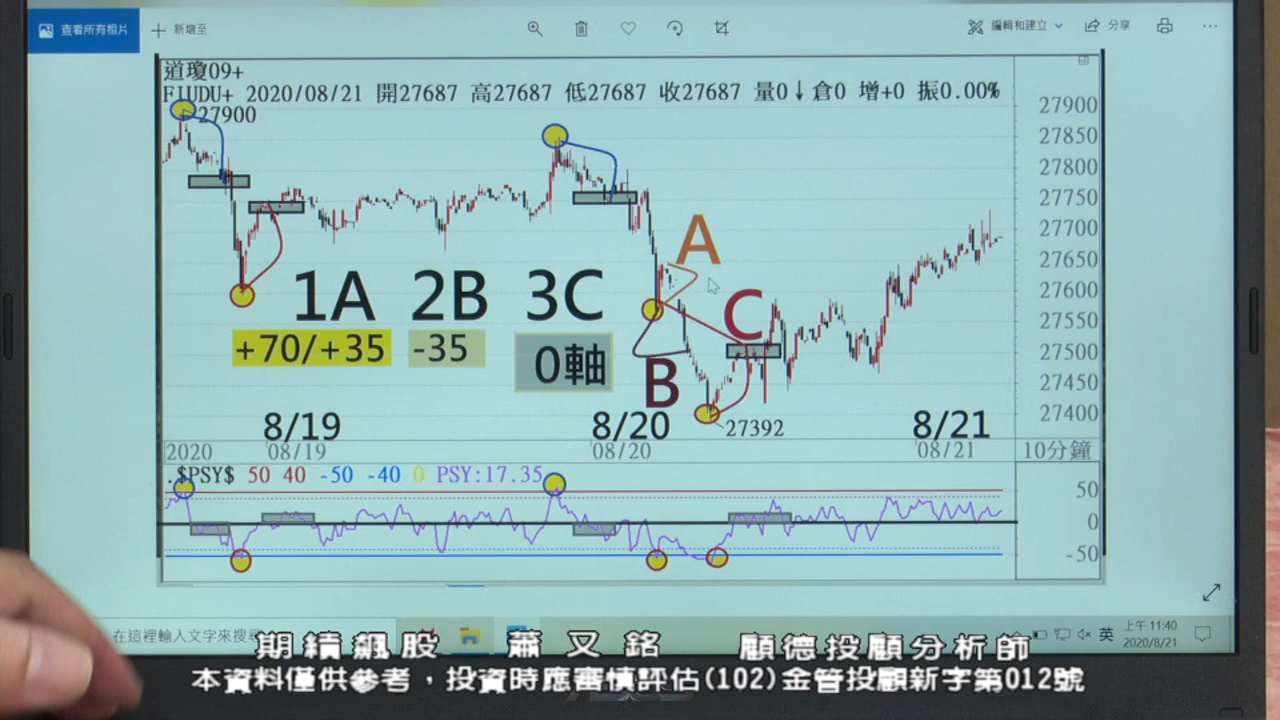 查看所有相片
新增至
編輯和建立
分享
道瓊09+
FIUDU+ 2020/08/21 開27687 高27687 低27687 收27687 量0↓倉0 增+0 振0.00%
27900
27900
27850
27800
27750
27700
27650
27600
27550
27500
27450
27400
A
1A 2B 3C
C
+70/+35 -35 0軸
B
8/19 8/20 27392 8/21
2020 08/19 08/20 08/21 10分鐘
.$PSY$ 50 40 -50 -40 0 PSY:17.35
50
0
-50
在這裡輸入文字來搜尋
英
上午 11:40
2020/8/21
期績飆股 蕭又銘 顧德投顧分析師
本資料僅供參考，投資時應審慎評估(102)金管投顧新字第012號